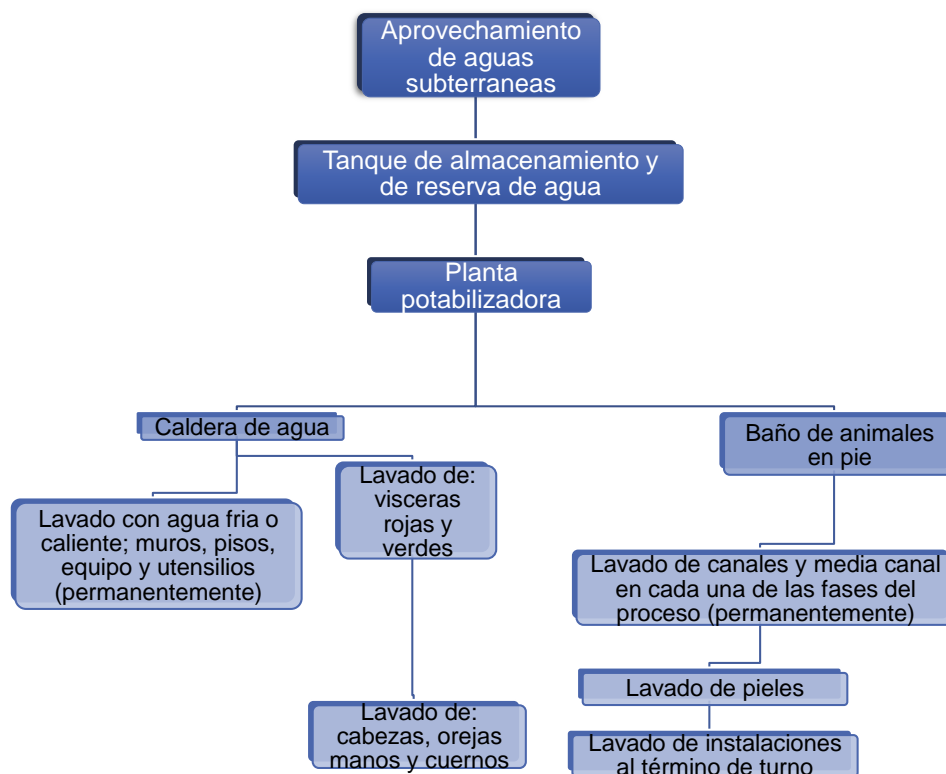 Aprovechamiento
de aguas
subterraneas
Tanque de almacenamiento y
de reserva de agua
Planta
potabilizadora
Caldera de agua
Baño de animales
en pie
Lavado con agua fria o
caliente; muros, pisos,
equipo y utensilios
(permanentemente)
Lavado de:
visceras
rojas y
verdes
Lavado de canales y media canal
en cada una de las fases del
proceso (permanentemente)
Lavado de pieles
Lavado de:
cabezas, orejas
manos y cuernos
Lavado de instalaciones
al término de turno